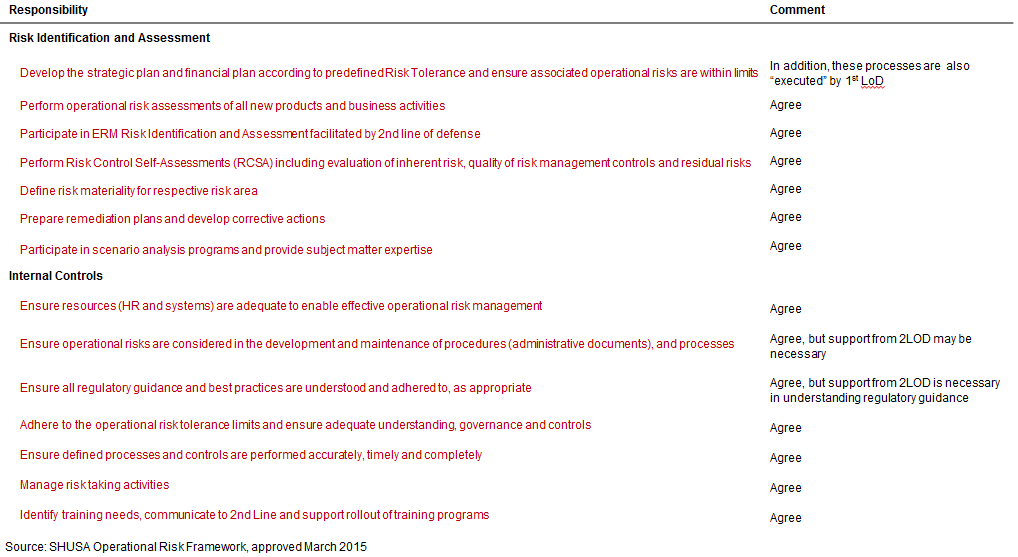 Responsibility Comment
Risk Identification and Assessment
Develop the strategic plan and financial plan according to predefined Risk Tolerance and ensure associated operational risks are within limits In addition, these processes are also
"executed" by 1st LoD
Perform operational risk assessments of all new products and business activities Agree
Participate in ERM Risk Identification and Assessment facilitated by 2nd line of defense Agree
Perform Risk Control Self-Assessments (RCSA) including evaluation of inherent risk, quality of risk management controls and residual risks Agree
Define risk materiality for respective risk area Agree
Prepare remediation plans and develop corrective actions Agree
Participate in scenario analysis programs and provide subject matter expertise Agree
Internal Controls
Ensure resources (HR and systems) are adequate to enable effective operational risk management Agree
Ensure operational risks are considered in the development and maintenance of procedures (administrative documents), and processes Agree, but support from 2LOD may be
necessary
Ensure all regulatory guidance and best practices are understood and adhered to, as appropriate Agree, but support from 2LOD is necessary
in understanding regulatory guidance
Adhere to the operational risk tolerance limits and ensure adequate understanding, governance and controls Agree
Ensure defined processes and controls are performed accurately, timely and completely Agree
Manage risk taking activities Agree
Identify training needs, communicate to 2nd Line and support rollout of training programs Agree
Source: SHUSA Operational Risk Framework, approved March 2015